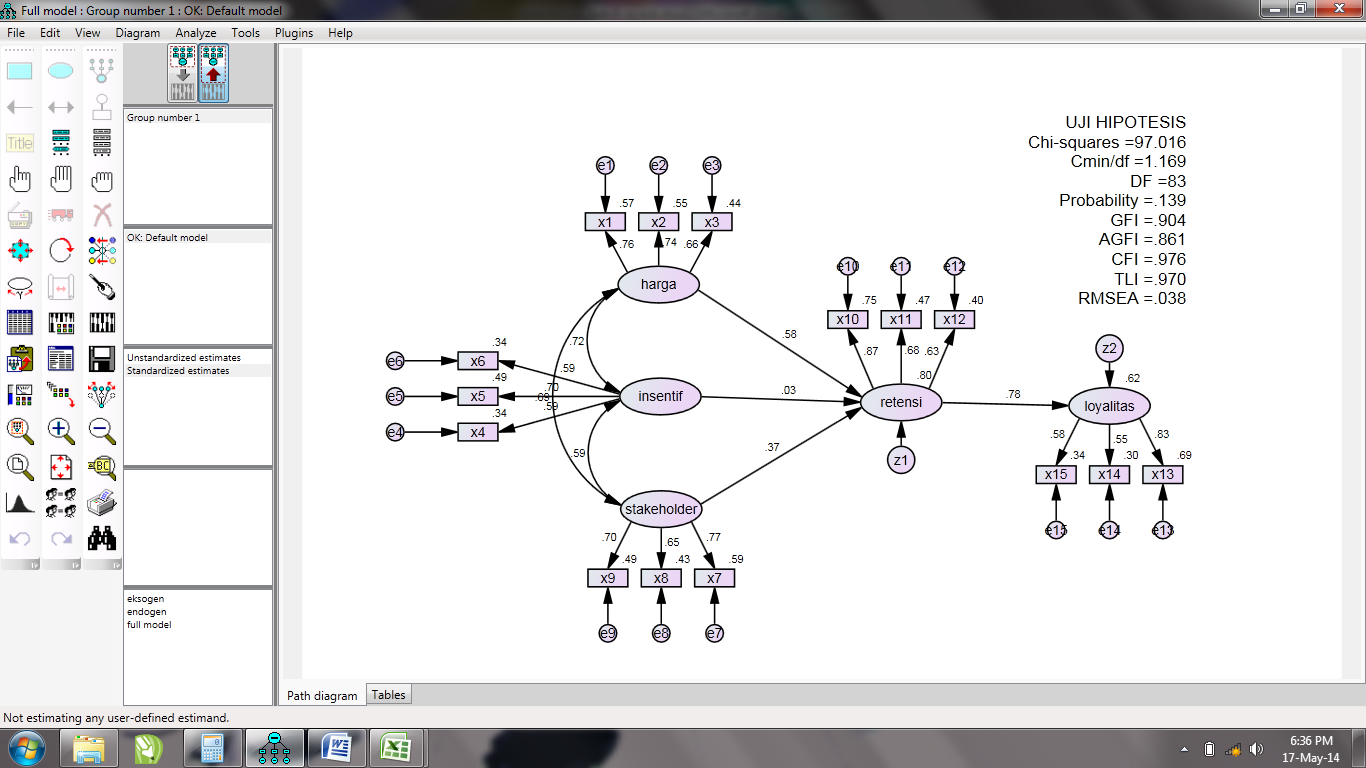 Full model : Group number 1 : OK: Default model
File Edit View Diagram Analyze Tools Plugins Help
Title
Group number 1
OK: Default model
Unstandardized estimates
Standardized estimates
eksogen
endogen
full model
UJI HIPOTESIS
Chi-squares =97.016
Cmin/df =1.169
DF =83
Probability =.139
GFI =.904
AGFI =.861
CFI =.976
TLI =.970
RMSEA =.038
e1 e2 e3
.57 .55 .44
x1 x2 x3
.76 .74 .66
harga
e10 e11 e12
.75 .47 .40
x10 x11 x12
.87 .68 .63
.58
.80
.72
.34
e6 x6
.59
.49
e5 x5
.70
.34
.59
e4 x4
insentif
.03
retensi
.78
z2
.62
loyalitas
.37
z1
.59
.58 .55 .83
.34 .30 .69
x15 x14 x13
e15 e14 e13
stakeholder
.70 .65 .77
.49 .43 .59
x9 x8 x7
e9 e8 e7
Path diagram Tables
Not estimating any user-defined estimand.
6:36 PM
17-May-14